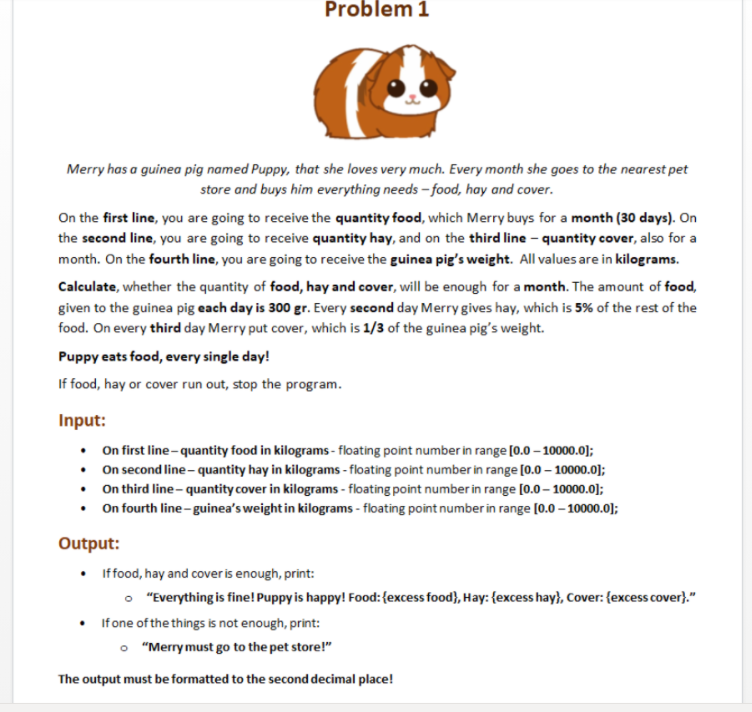 Problem 1
Merry has a guinea pig named Puppy, that she loves very much. Every month she goes to the nearest pet
store and buys him everything needs – food, hay and cover.
On the first line, you are going to receive the quantity food, which Merry buys for a month (30 days). On
the second line, you are going to receive quantity hay, and on the third line – quantity cover, also for a
month. On the fourth line, you are going to receive the guinea pig's weight. All values are in kilograms.
Calculate, whether the quantity of food, hay and cover, will be enough for a month. The amount of food,
given to the guinea pig each day is 300 gr. Every second day Merry gives hay, which is 5% of the rest of the
food. On every third day Merry put cover, which is 1/3 of the guinea pig's weight.
Puppy eats food, every single day!
If food, hay or cover run out, stop the program.
Input:
• On first line – quantity food in kilograms - floating point number in range [0.0 – 10000.0];
• On second line – quantity hay in kilograms - floating point number in range [0.0 – 10000.0];
• On third line – quantity cover in kilograms - floating point number in range [0.0 – 10000.0];
• On fourth line – guinea's weight in kilograms - floating point number in range [0.0 – 10000.0];
Output:
• If food, hay and cover is enough, print:
o "Everything is fine! Puppy is happy! Food: {excess food}, Hay: {excess hay}, Cover: {excess cover}."
• If one of the things is not enough, print:
o "Merry must go to the pet store!"
The output must be formatted to the second decimal place!